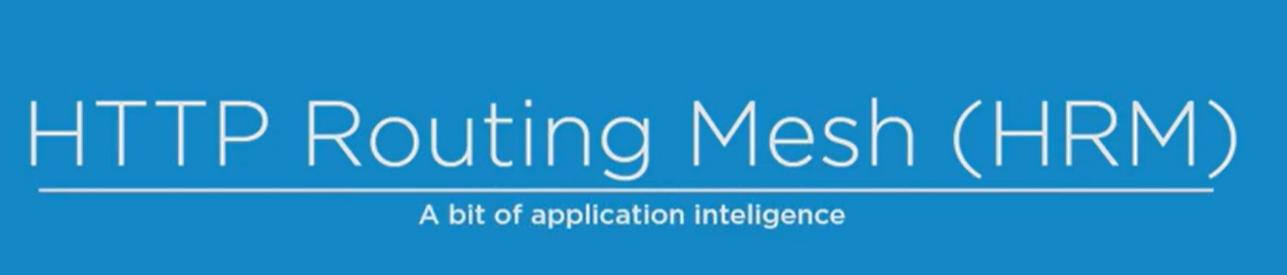 HTTP Routing Mesh (HRM)
A bit of application inteligence